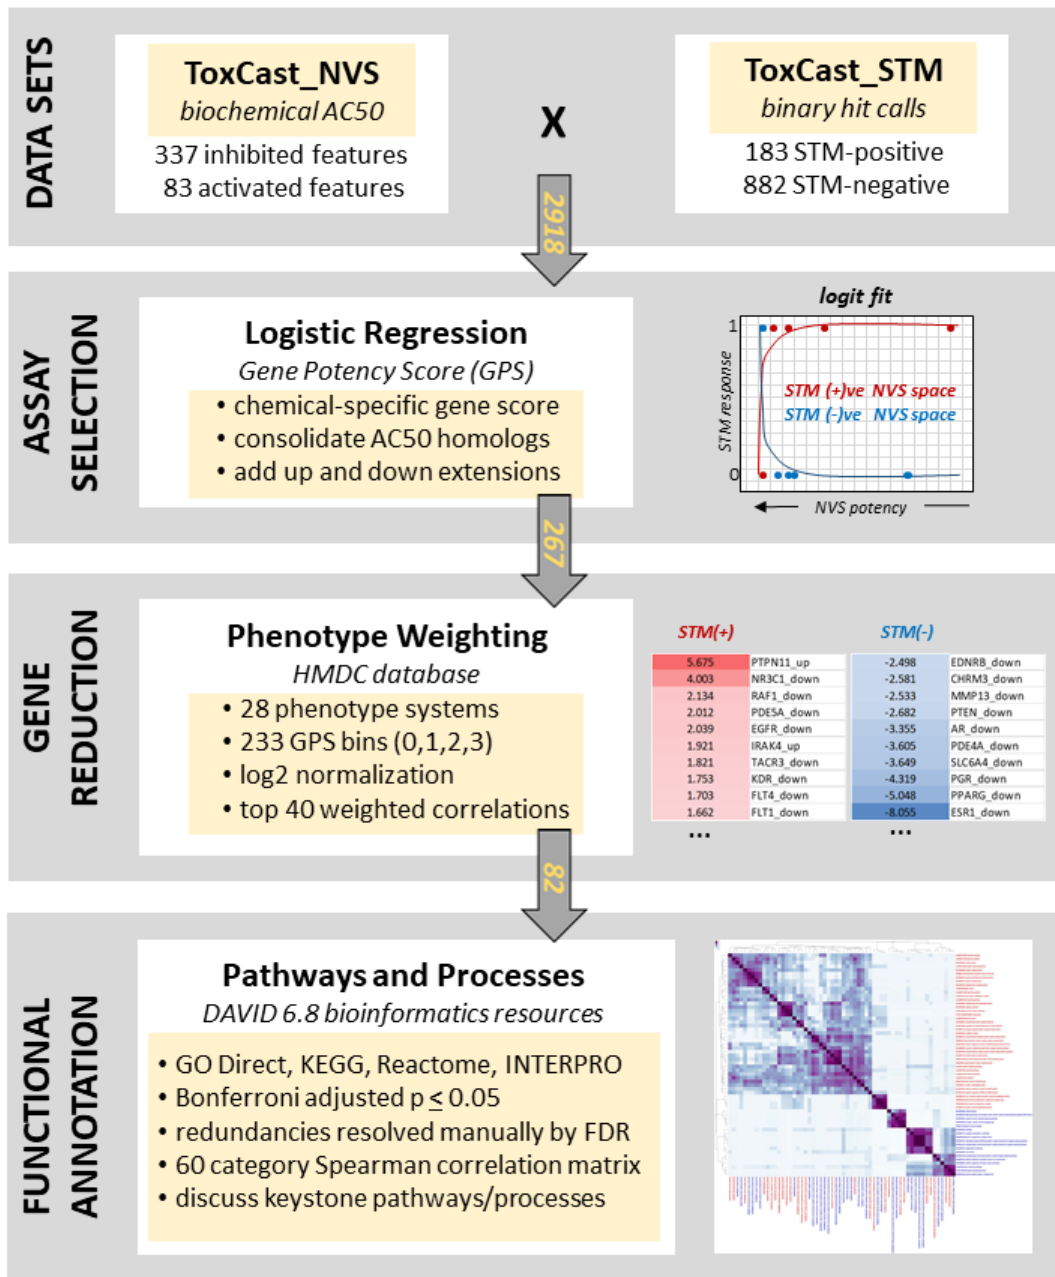 DATA SETS
ToxCast_NVS
biochemical AC50
337 inhibited features
83 activated features
X
ToxCast_STM
binary hit calls
183 STM-positive
882 STM-negative
2918
ASSAY
SELECTION
Logistic Regression
Gene Potency Score (GPS)
• chemical-specific gene score
• consolidate AC50 homologs
• add up and down extensions
logit fit
1
STM response
STM (+)ve NVS space
STM (-)ve NVS space
0
NVS potency
267
GENE
REDUCTION
Phenotype Weighting
HMDC database
• 28 phenotype systems
• 233 GPS bins (0,1,2,3)
• log2 normalization
• top 40 weighted correlations
STM(+)
STM(-)
5.675 PTPN11_up -2.498 EDNRB_down
4.003 NR3C1_down -2.581 CHRM3_down
2.134 RAF1_down -2.533 MMP13_down
2.012 PDE5A_down -2.682 PTEN_down
2.039 EGFR_down -3.355 AR_down
1.921 IRAK4_up -3.605 PDE4A_down
1.821 TACR3_down -3.649 SLC6A4_down
1.753 KDR_down -4.319 PGR_down
1.703 FLT4_down -5.048 PPARG_down
1.662 FLT1_down -8.055 ESR1_down
... ...
82
FUNCTIONAL
ANNOTATION
Pathways and Processes
DAVID 6.8 bioinformatics resources
• GO Direct, KEGG, Reactome, INTERPRO
• Bonferroni adjusted p ≤ 0.05
• redundancies resolved manually by FDR
• 60 category Spearman correlation matrix
• discuss keystone pathways/processes